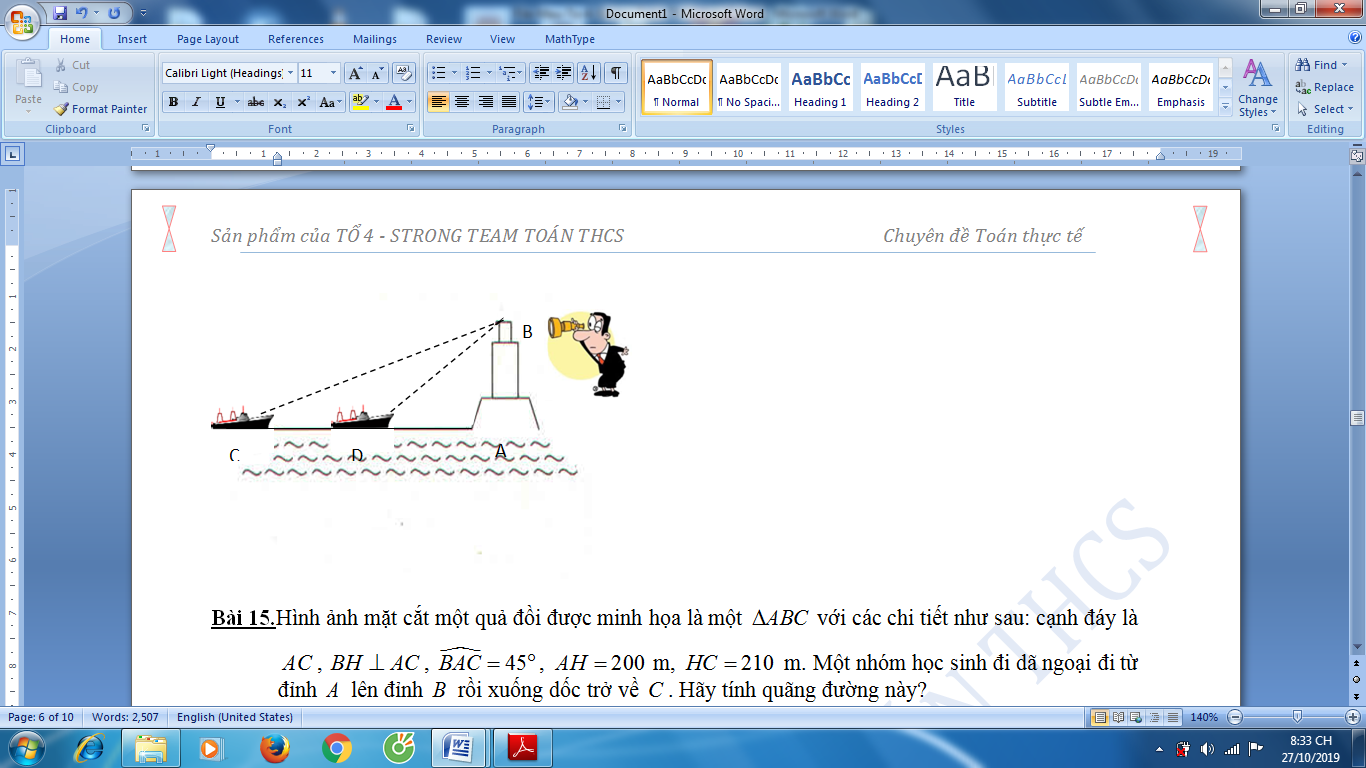 Document1 - Microsoft Word
Home Insert Page Layout References Mailings Review View MathType
Paste
Cut
Copy
Format Painter
Clipboard
Calibri Light (Headings) 11
Font
Paragraph
AaBbCcDc AaBbCcDc AaBbCc AaBbCcD AaB AaBbCcL AaBbCcDc AaBbCcDc
¶ Normal ¶ No Spaci... Heading 1 Heading 2 Title Subtitle Subtle Em... Emphasis
Change Styles
Styles
Find
Replace
Select
Editing
Sản phẩm của TỔ 4 - STRONG TEAM TOÁN THCS Chuyên đề Toán thực tế
B
C D A
Bài 15.Hình ảnh mặt cắt một quả đồi được minh họa là một ΔABC với các chi tiết như sau: cạnh đáy là
AC , BH ⊥ AC , BAC = 45°, AH = 200 m, HC = 210 m. Một nhóm học sinh đi dã ngoại đi từ
đỉnh A lên đỉnh B rồi xuống dốc trở về C . Hãy tính quãng đường này?
THCS
Page: 6 of 10 Words: 2,507 English (United States) 140%
8:33 CH
27/10/2019